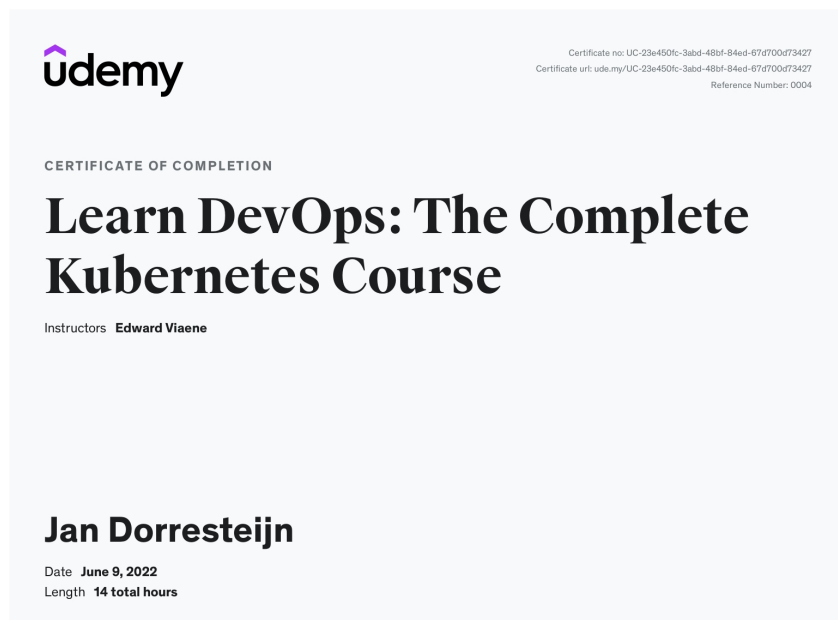 udemy
Certificate no: UC-23e450fc-3abd-48bf-84ed-67d700d73427
Certificate url: ude.my/UC-23e450fc-3abd-48bf-84ed-67d700d73427
Reference Number: 0004
CERTIFICATE OF COMPLETION
Learn DevOps: The Complete
Kubernetes Course
Instructors Edward Viaene
Jan Dorresteijn
Date June 9, 2022
Length 14 total hours